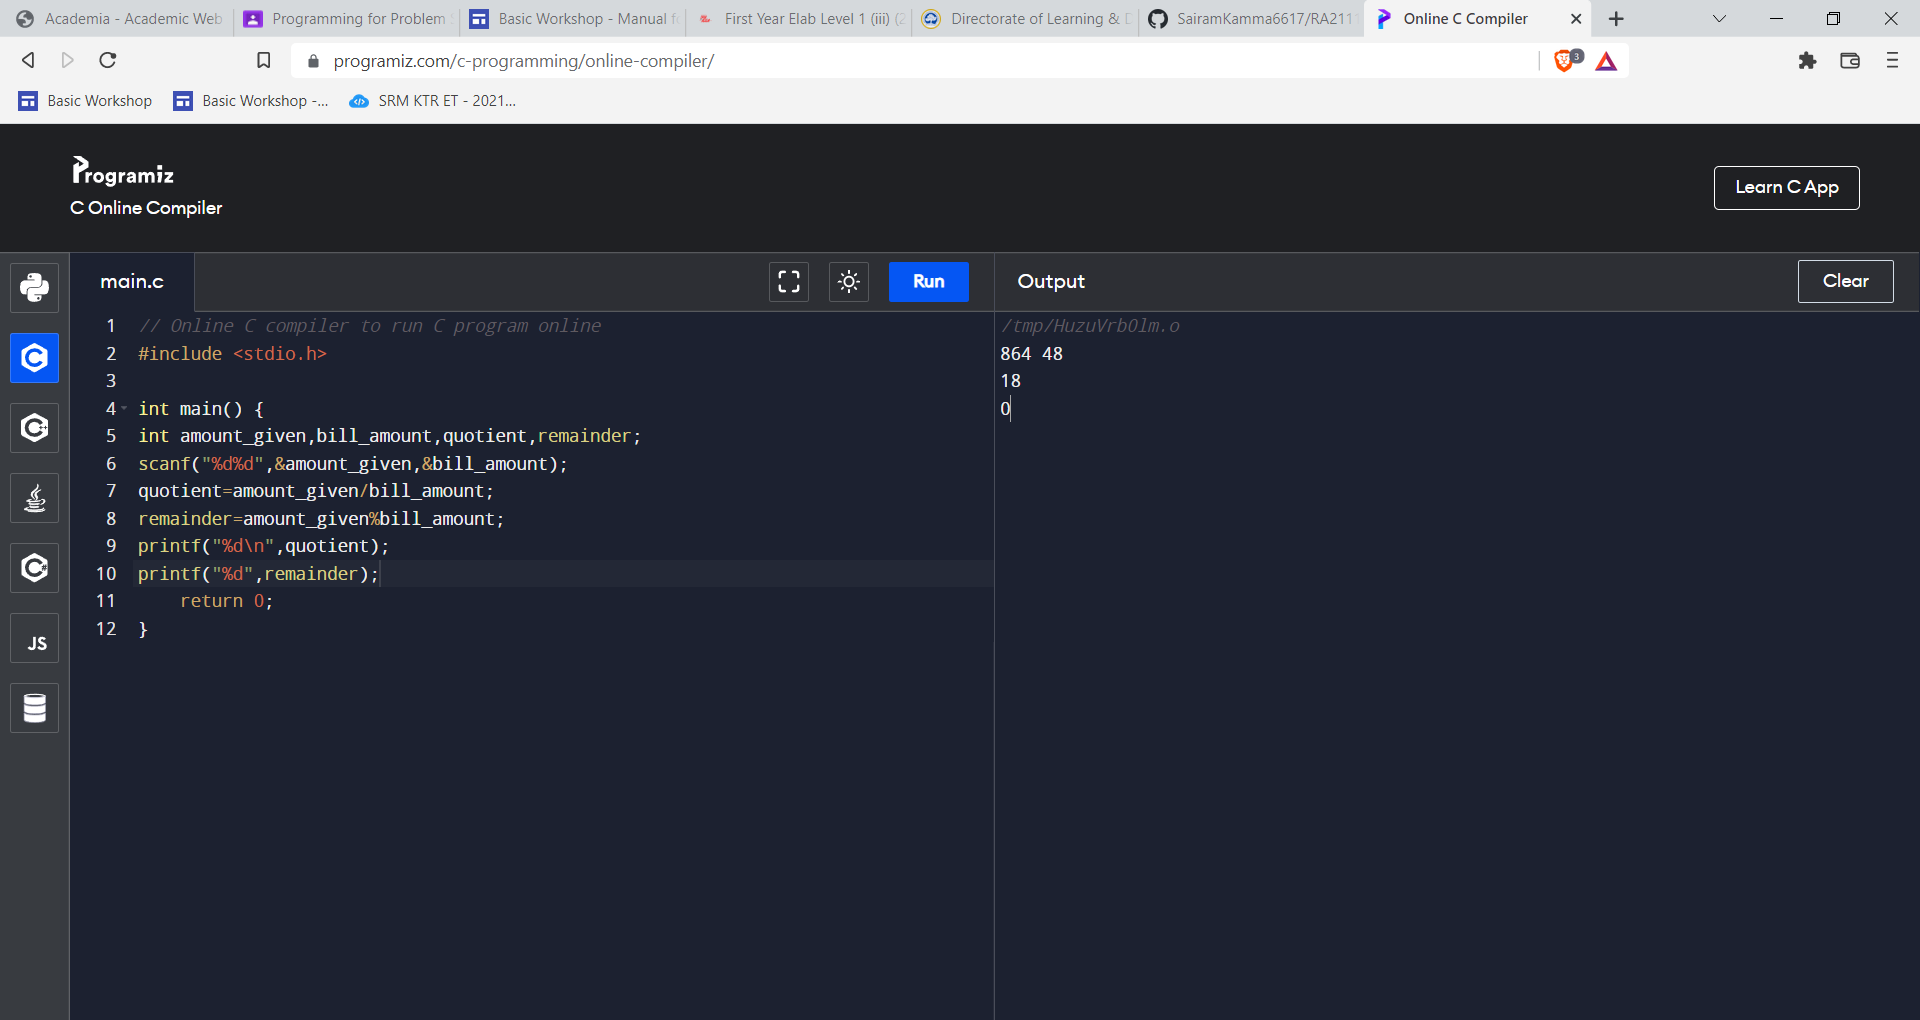 Academia - Academic Web
Programming for Problem
Basic Workshop - Manual f
First Year Elab Level 1 (iii) (2
Directorate of Learning & D
SairamKamma6617/RA2111
Online C Compiler
programiz.com/c-programming/online-compiler/
3
Basic Workshop
Basic Workshop -...
SRM KTR ET - 2021...
Programiz
C Online Compiler
Learn C App
main.c
Run
Output
Clear
1 // Online C compiler to run C program online
2 #include <stdio.h>
3
4 int main() {
5 int amount_given,bill_amount,quotient,remainder;
6 scanf("%d%d",&amount_given,&bill_amount);
7 quotient=amount_given/bill_amount;
8 remainder=amount_given%bill_amount;
9 printf("%d\n",quotient);
10 printf("%d",remainder);
11 return 0;
12 }
/tmp/HuzuVrbOlm.o
864 48
18
0
JS